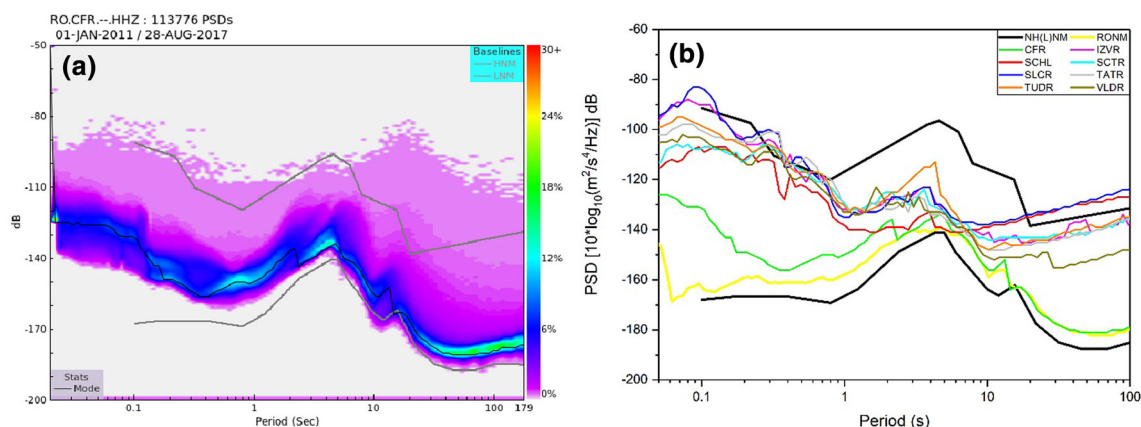 RO.CFR.--.HHZ : 113776 PSDs
01-JAN-2011 / 28-AUG-2017
(a)
Baselines
HNM
LNM
Stats
Mode
-50
-80
-110
-140
-170
-200
dB
0.1
1
10
100
179
Period (Sec)
30+
24%
18%
12%
6%
0%
(b)
NH(L)NM
RONM
CFR
IZVR
SCHL
SCTR
SLCR
TATR
TUDR
VLDR
-60
-80
-100
-120
-140
-160
-180
-200
PSD [10*log10(m2/s4/Hz)] dB
0.1
1
10
100
Period (s)